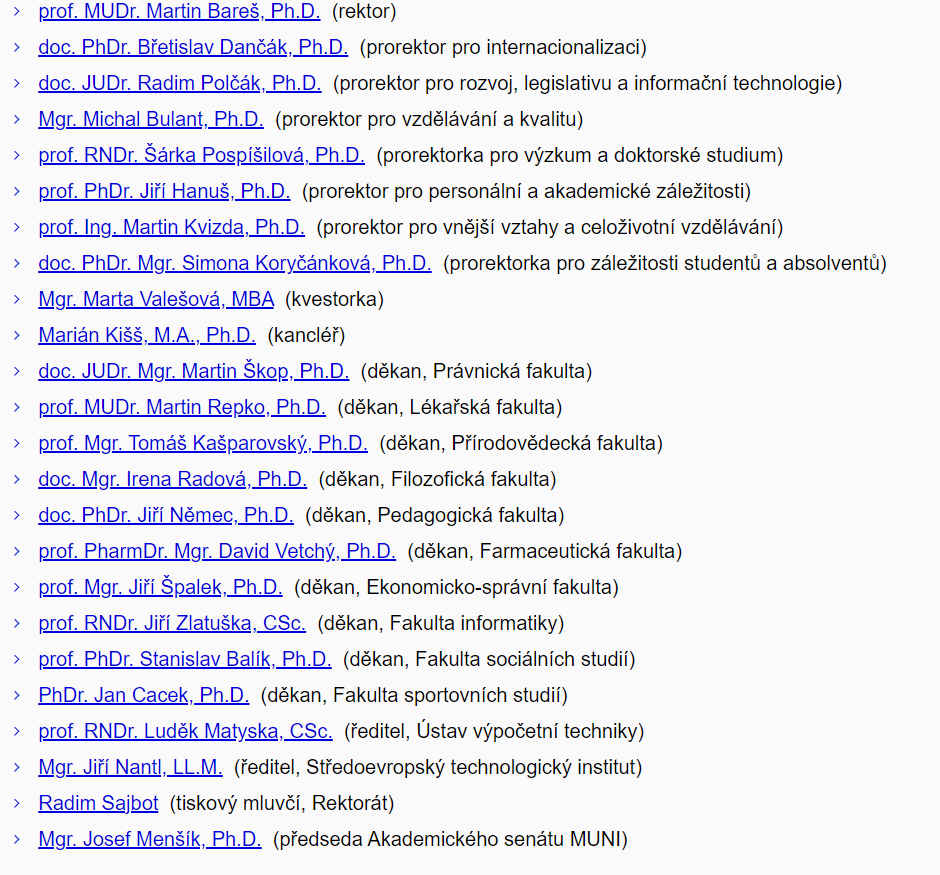 prof. MUDr. Martin Bareš, Ph.D. (rektor)
doc. PhDr. Břetislav Dančák, Ph.D. (prorektor pro internacionalizaci)
doc. JUDr. Radim Polčák, Ph.D. (prorektor pro rozvoj, legislativu a informační technologie)
Mgr. Michal Bulant, Ph.D. (prorektor pro vzdělávání a kvalitu)
prof. RNDr. Šárka Pospíšilová, Ph.D. (prorektorka pro výzkum a doktorské studium)
prof. PhDr. Jiří Hanuš, Ph.D. (prorektor pro personální a akademické záležitosti)
prof. Ing. Martin Kvizda, Ph.D. (prorektor pro vnější vztahy a celoživotní vzdělávání)
doc. PhDr. Mgr. Simona Koryčánková, Ph.D. (prorektorka pro záležitosti studentů a absolventů)
Mgr. Marta Valešová, MBA (kvestorka)
Marián Kišš, M.A., Ph.D. (kancléř)
doc. JUDr. Mgr. Martin Škop, Ph.D. (děkan, Právnická fakulta)
prof. MUDr. Martin Repko, Ph.D. (děkan, Lékařská fakulta)
prof. Mgr. Tomáš Kašparovský, Ph.D. (děkan, Přírodovědecká fakulta)
doc. Mgr. Irena Radová, Ph.D. (děkan, Filozofická fakulta)
doc. PhDr. Jiří Němec, Ph.D. (děkan, Pedagogická fakulta)
prof. PharmDr. Mgr. David Vetchý, Ph.D. (děkan, Farmaceutická fakulta)
prof. Mgr. Jiří Špalek, Ph.D. (děkan, Ekonomicko-správní fakulta)
prof. RNDr. Jiří Zlatuška, CSc. (děkan, Fakulta informatiky)
prof. PhDr. Stanislav Balík, Ph.D. (děkan, Fakulta sociálních studií)
PhDr. Jan Cacek, Ph.D. (děkan, Fakulta sportovních studií)
prof. RNDr. Luděk Matyska, CSc. (ředitel, Ústav výpočetní techniky)
Mgr. Jiří Nantl, LL.M. (ředitel, Středoevropský technologický institut)
Radim Sajbot (tiskový mluvčí, Rektorát)
Mgr. Josef Menšík, Ph.D. (předseda Akademického senátu MUNI)